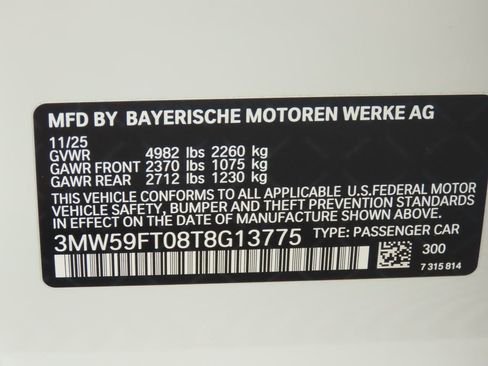 MFD BY BAYERISCHE MOTOREN WERKE AG
11/25
GVWR 4982 lbs 2260 kg
GAWR FRONT 2370 lbs 1075 kg
GAWR REAR 2712 lbs 1230 kg
THIS VEHICLE CONFORMS TO ALL APPLICABLE U.S.FEDERAL MOTOR
VEHICLE SAFETY, BUMPER AND THEFT PREVENTION STANDARDS
IN EFFECT ON THE DATE OF MANUFACTURE SHOWN ABOVE.
3MW59FT08T8G13775 TYPE: PASSENGER CAR
300
7 315 814